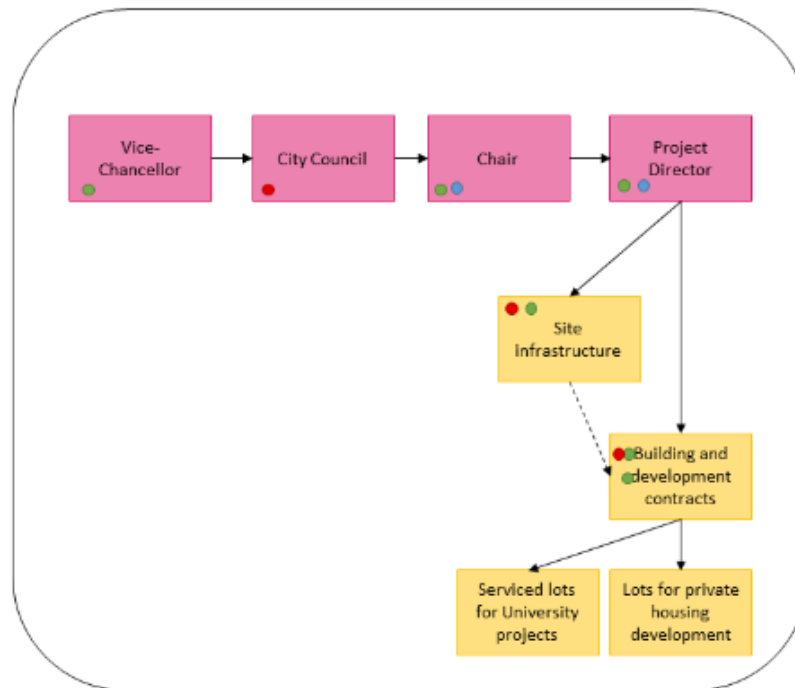 Vice-
Chancellor
City Council
Chair
Project
Director
Site
Infrastructure
Building and
development
contracts
Serviced lots
for University
projects
Lots for private
housing
development